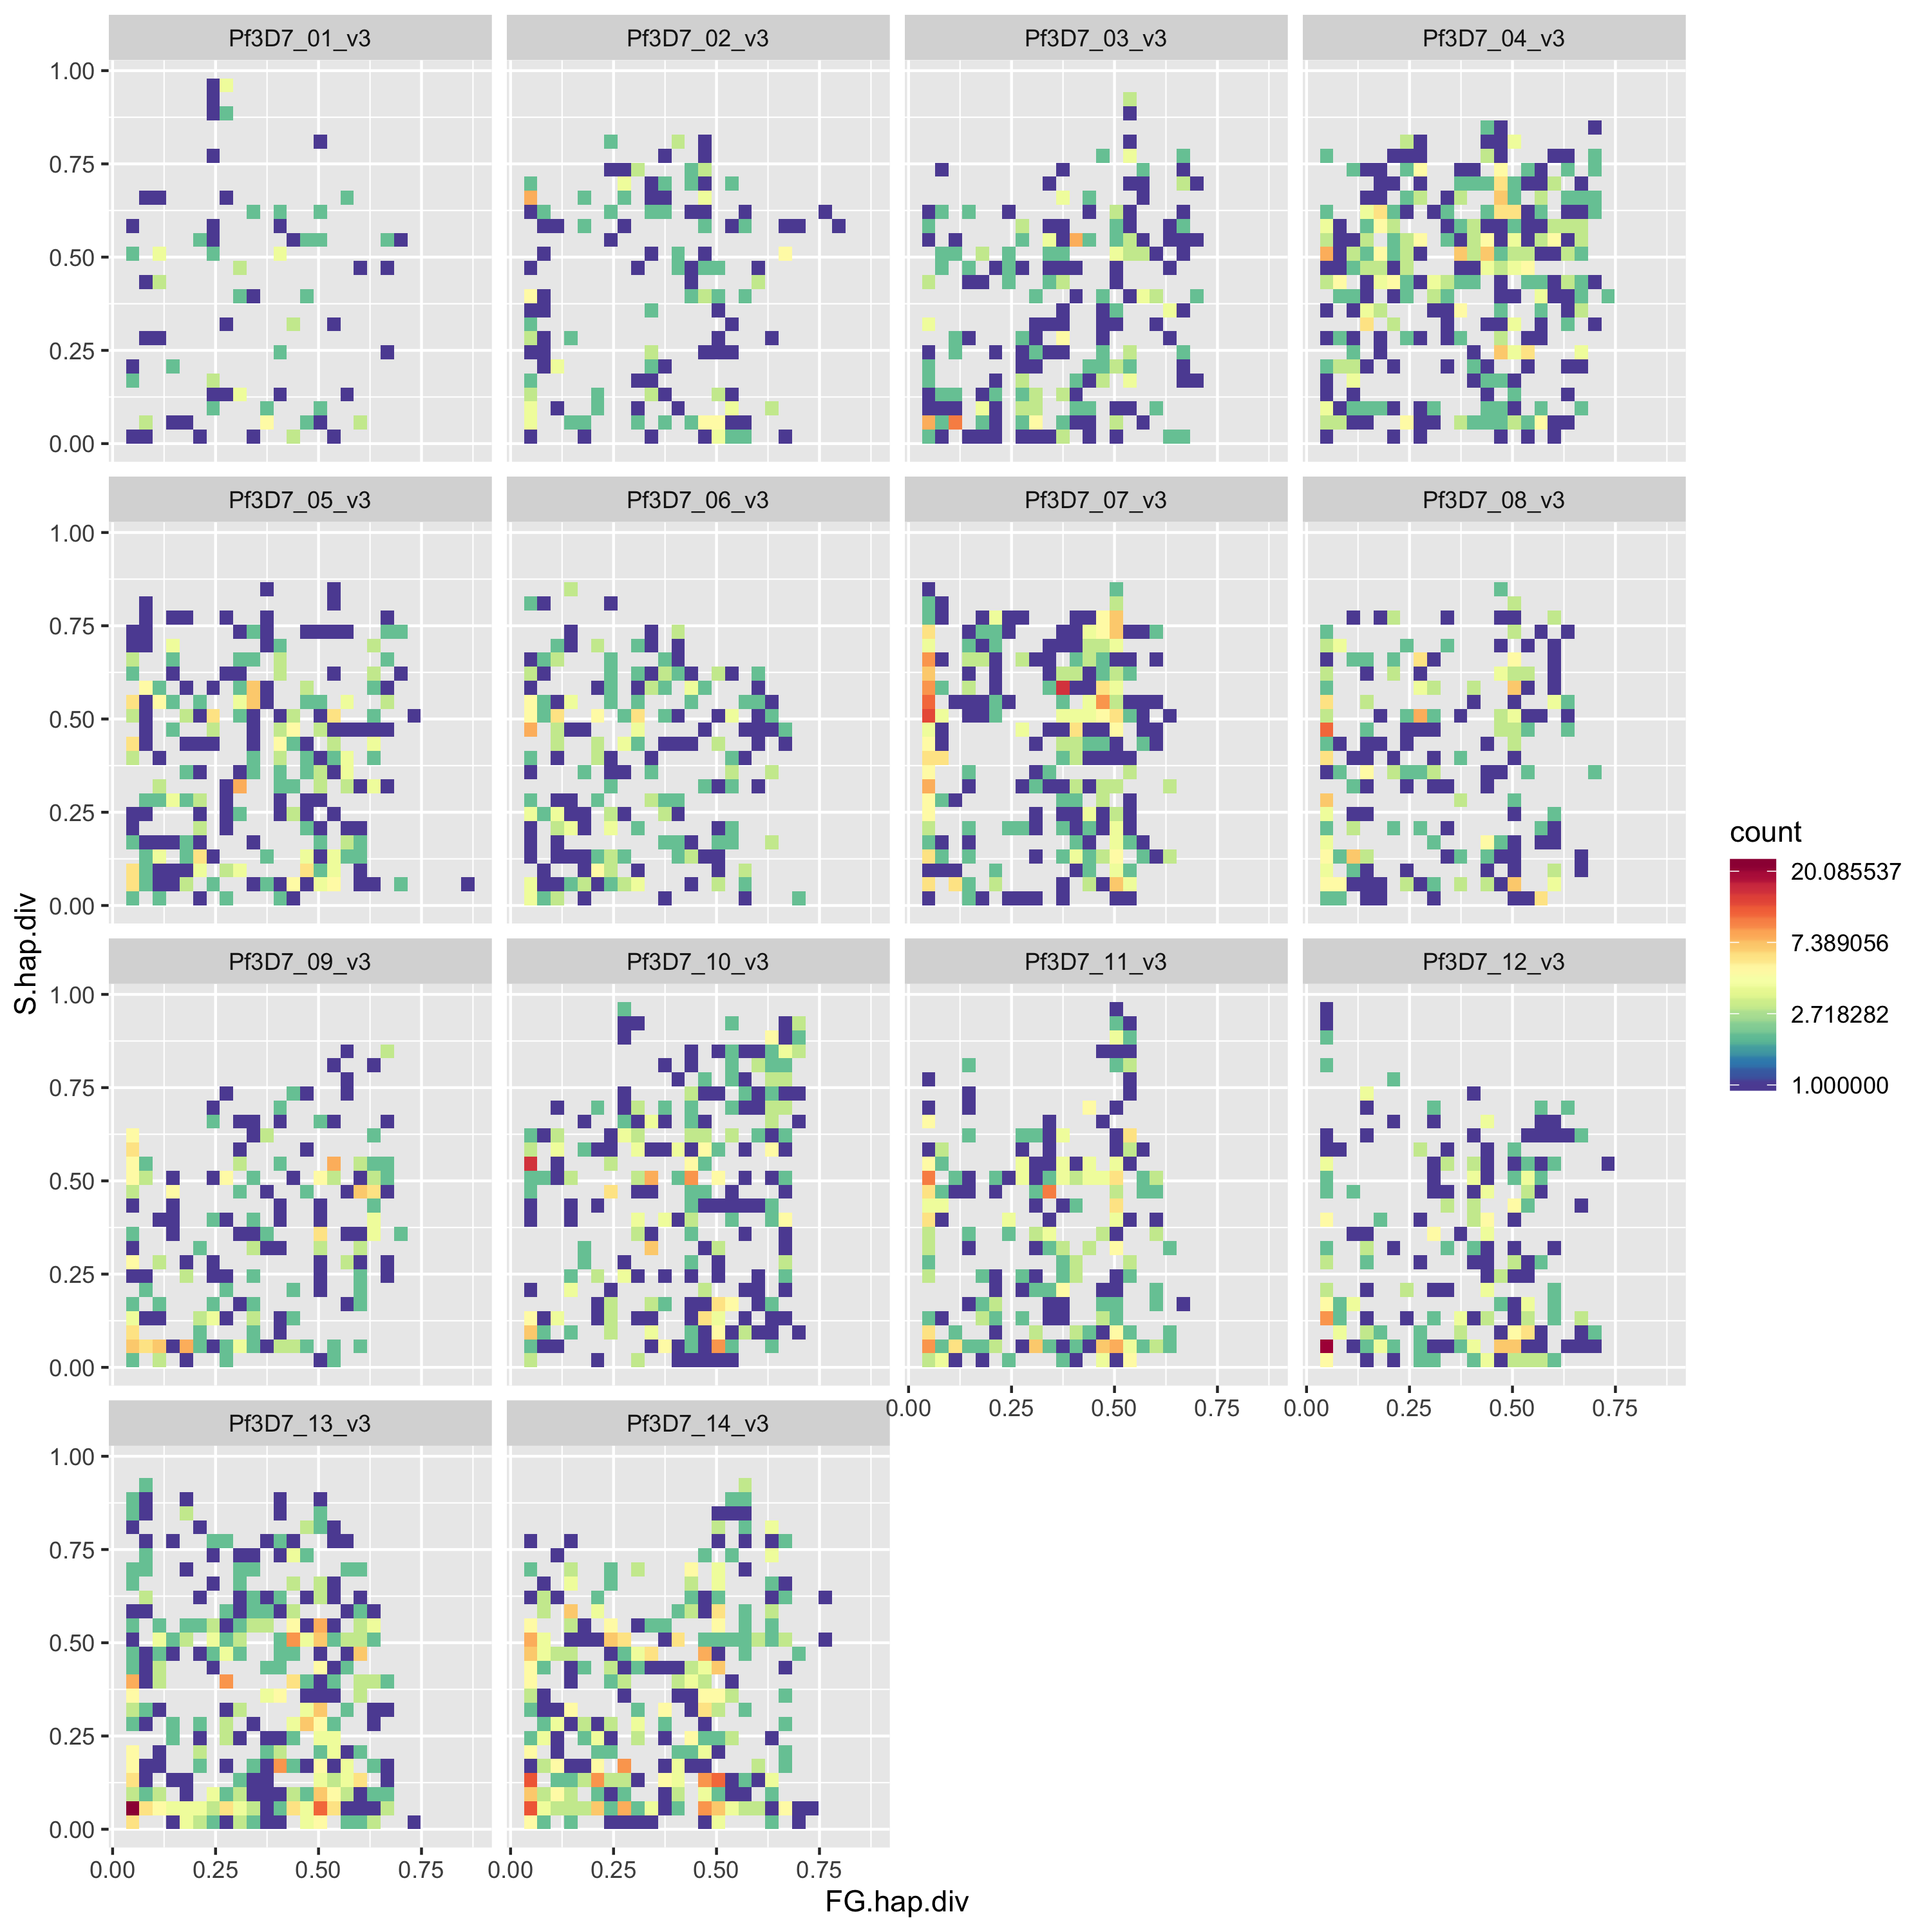 Pf3D7_01_v3 Pf3D7_02_v3 Pf3D7_03_v3 Pf3D7_04_v3
1.00
0.75
0.50
0.25
0.00
Pf3D7_05_v3 Pf3D7_06_v3 Pf3D7_07_v3 Pf3D7_08_v3
1.00
0.75
0.50
0.25
0.00
S.hap.div
count
20.085537
7.389056
2.718282
1.000000
Pf3D7_09_v3 Pf3D7_10_v3 Pf3D7_11_v3 Pf3D7_12_v3
1.00
0.75
0.50
0.25
0.00
0.00 0.25 0.50 0.75 0.00 0.25 0.50 0.75
Pf3D7_13_v3 Pf3D7_14_v3
1.00
0.75
0.50
0.25
0.00
0.00 0.25 0.50 0.75 0.00 0.25 0.50 0.75
FG.hap.div